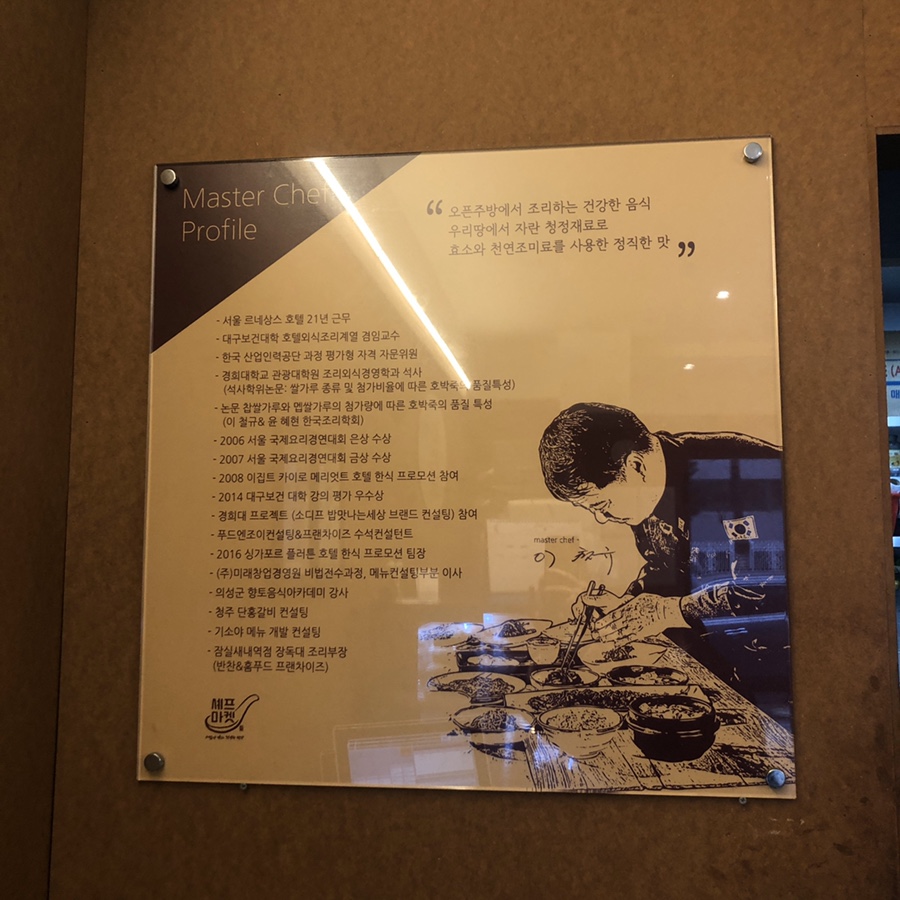 Master Chef
Profile
“ 오픈주방에서 조리하는 건강한 음식
우리땅에서 자란 청정재료로
효소와 천연조미료를 사용한 정직한 맛 ”
- 서울 르네상스 호텔 21년 근무
- 대구보건대학 호텔외식조리계열 겸임교수
- 한국 산업인력공단 과정 평가형 자격 자문위원
- 경희대학교 관광대학원 조리외식경영학과 석사
(석사학위논문: 쌀가루 종류 및 첨가비율에 따른 호박죽의 품질특성)
- 논문 찹쌀가루와 멥쌀가루의 첨가량에 따른 호박죽의 품질 특성
(이 철규& 윤 혜현 한국조리학회)
- 2006 서울 국제요리경연대회 은상 수상
- 2007 서울 국제요리경연대회 금상 수상
- 2008 이집트 카이로 메리엇트 호텔 한식 프로모션 참여
- 2014 대구보건 대학 강의 평가 우수상
- 경희대 프로젝트 (소디프 밥맛나는세상 브랜드 컨설팅) 참여
- 푸드엔조이컨설팅&프랜차이즈 수석컨설턴트
- 2016 싱가포르 플러튼 호텔 한식 프로모션 팀장
- (주)미래창업경영원 비법전수과정, 메뉴컨설팅부분 이사
- 의성군 향토음식아카데미 강사
- 청주 단홍갈비 컨설팅
- 기소야 메뉴 개발 컨설팅
- 잠실새내역점 장독대 조리부장
(반찬&홈푸드 프랜차이즈)
master chef -
이 철규
셰프
마켓